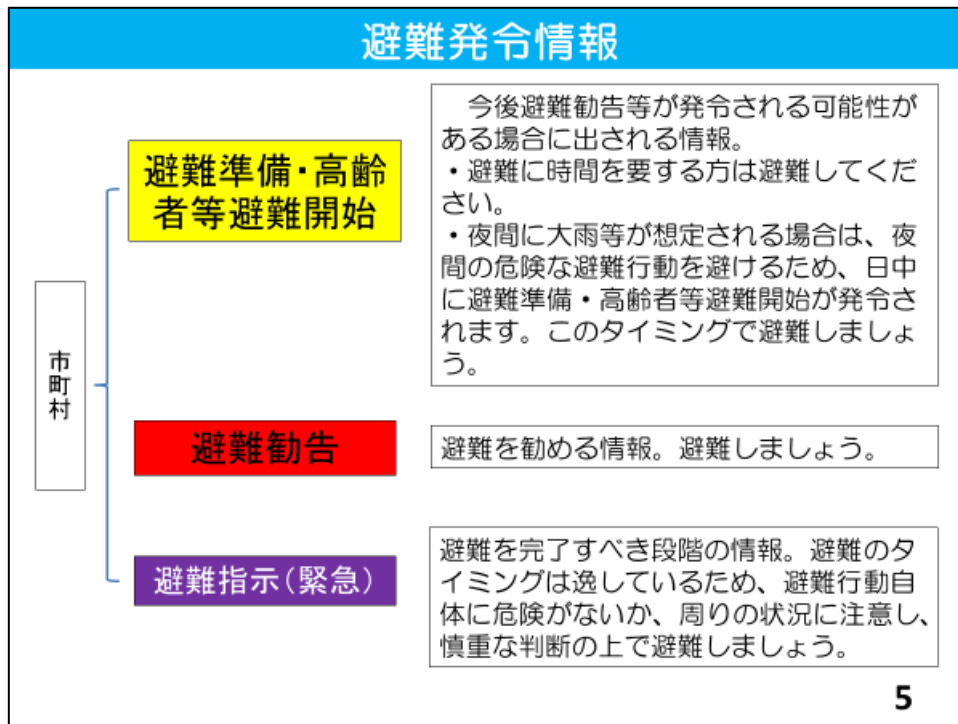 避難発令情報
市町村
避難準備・高齢
者等避難開始
今後避難勧告等が発令される可能性が
ある場合に出される情報。
・避難に時間を要する方は避難してくだ
さい。
・夜間に大雨等が想定される場合は、夜
間の危険な避難行動を避けるため、日中
に避難準備・高齢者等避難開始が発令さ
れます。このタイミングで避難しましょ
う。
避難勧告
避難を勧める情報。避難しましょう。
避難指示(緊急)
避難を完了すべき段階の情報。避難のタ
イミングは逸しているため、避難行動自
体に危険がないか、周りの状況に注意し、
慎重な判断の上で避難しましょう。
5